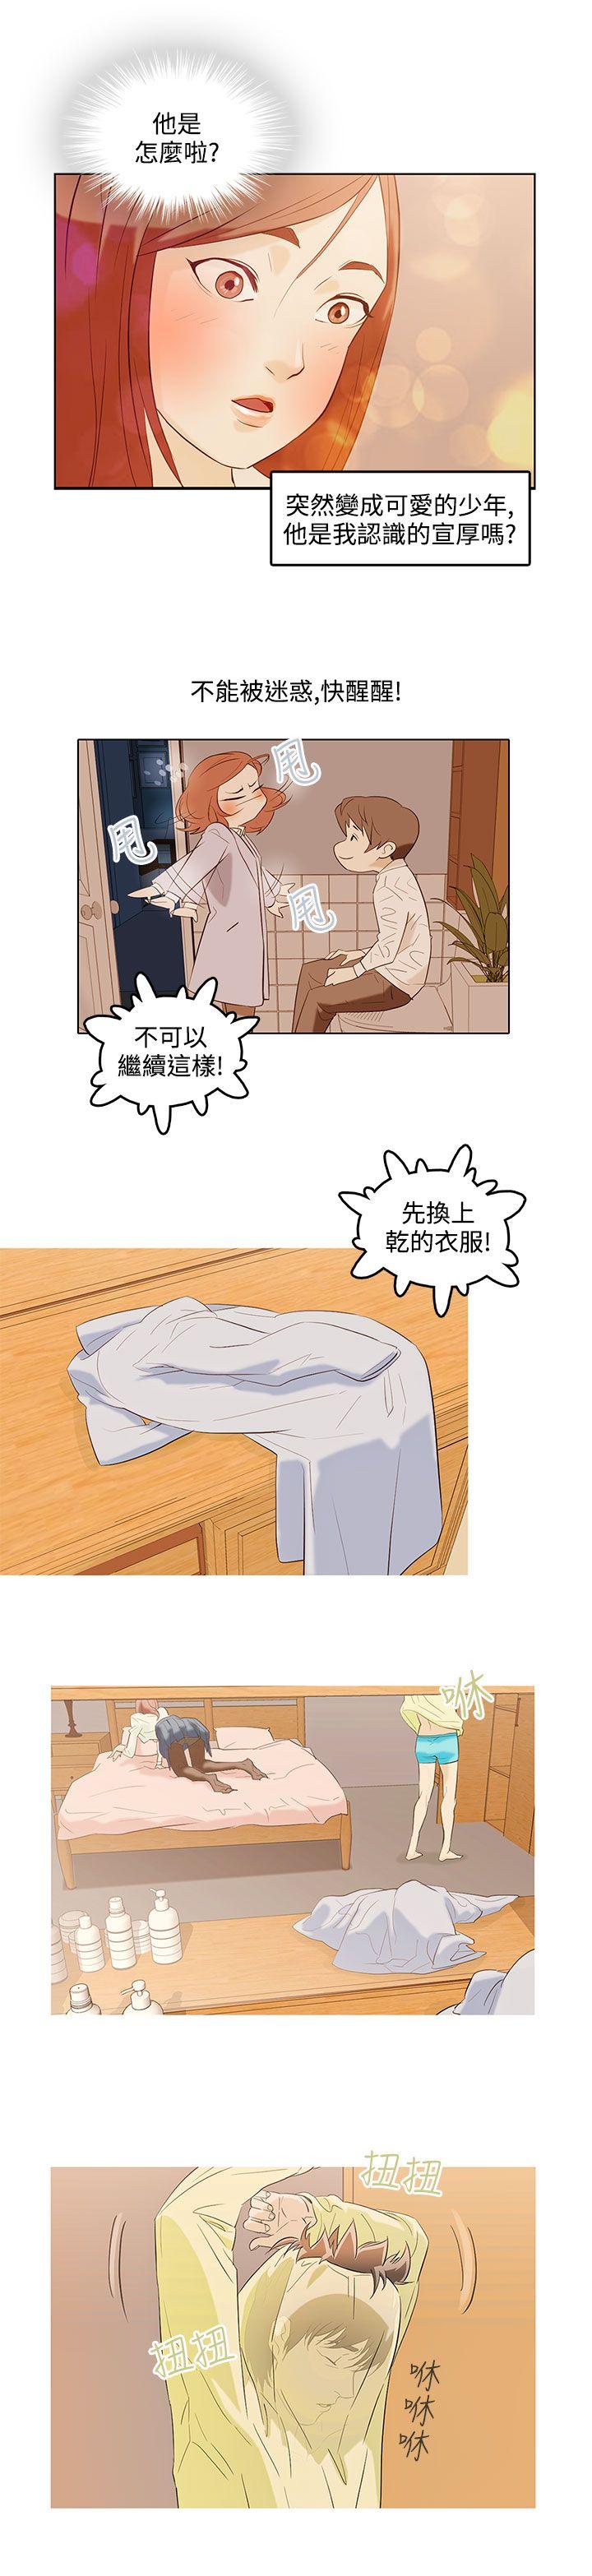 他是
怎麼啦?
突然變成可愛的少年,
他是我認識的宣厚嗎?
不能被迷惑,快醒醒!
甩
甩
甩
不可以
繼續這樣!
先換上
乾的衣服!
咻
扭扭
扭扭
咻
咻
咻